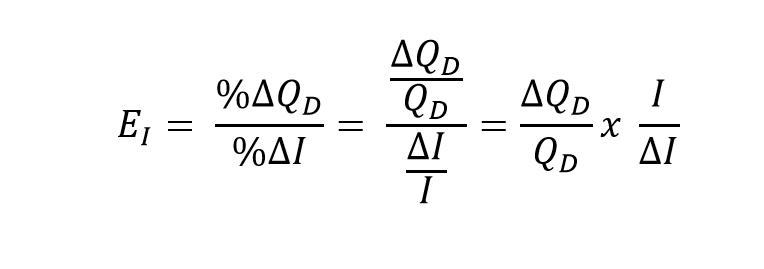 E_I = %ΔQ_D / %ΔI = (ΔQ_D / Q_D) / (ΔI / I) = ΔQ_D / Q_D x I / ΔI